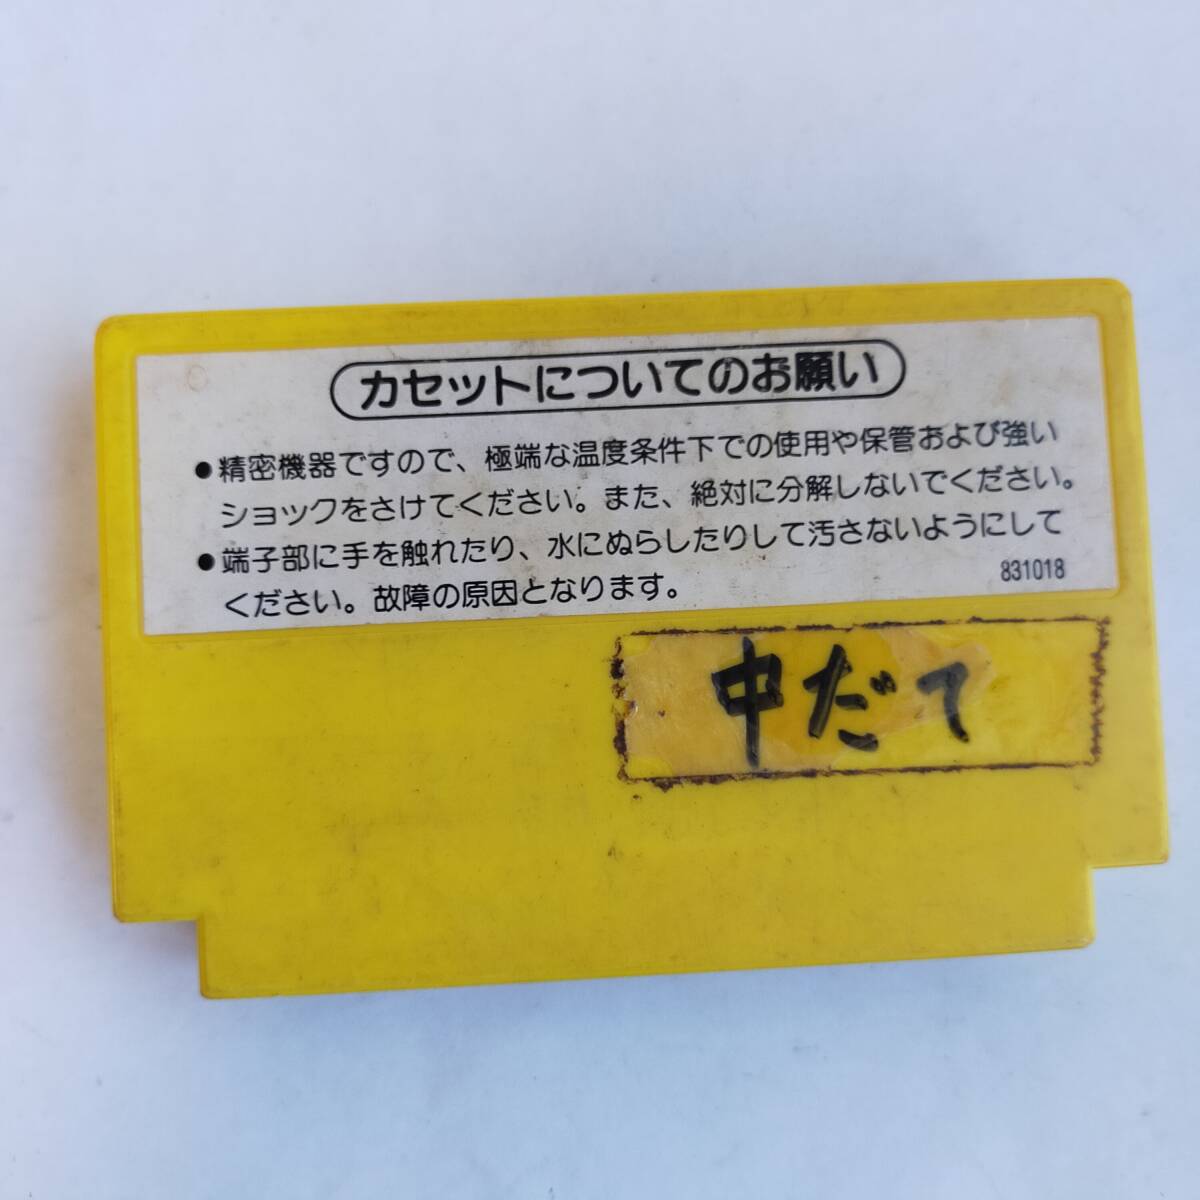 カセットについてのお願い
●精密機器ですので、極端な温度条件下での使用や保管および強い
ショックをさけてください。また、絶対に分解しないでください。
●端子部に手を触れたり、水にぬらしたりして汚さないようにして
ください。故障の原因となります。
831018
中だて